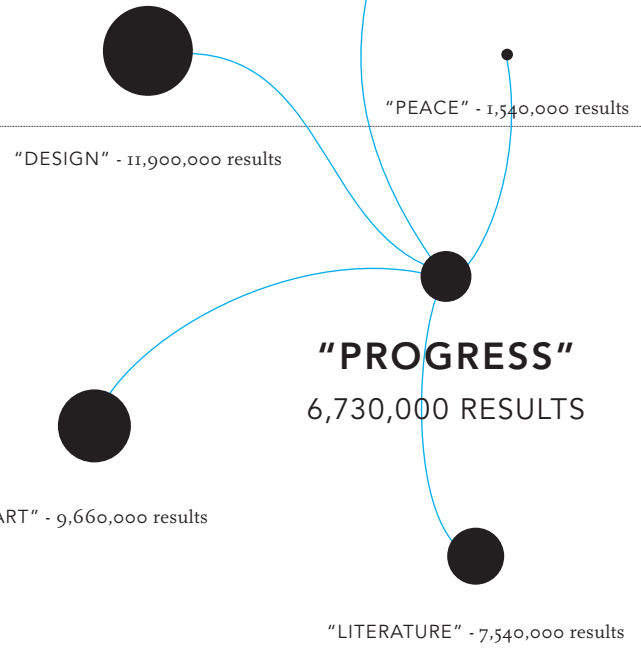 “PEACE” - 1,540,000 results
“DESIGN” - 11,900,000 results
“PROGRESS”
6,730,000 RESULTS
ART” - 9,660,000 results
“LITERATURE” - 7,540,000 results